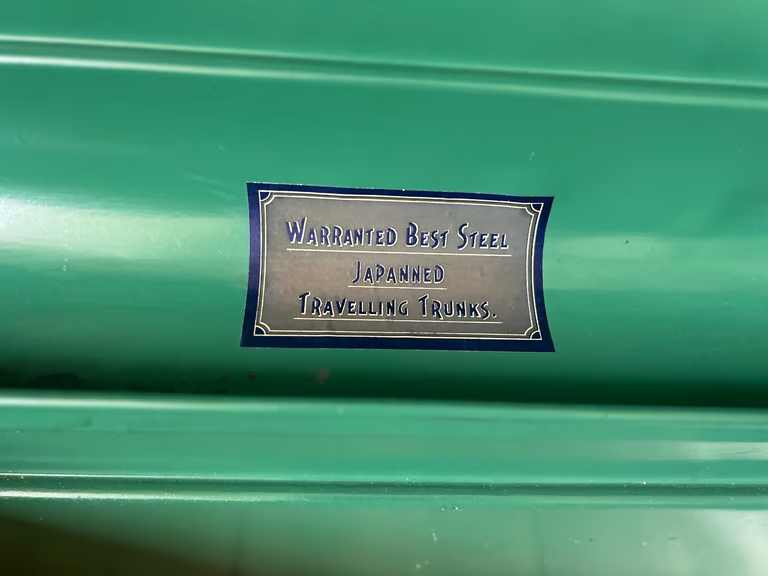 Warranted Best Steel
Japanned
Travelling Trunks.